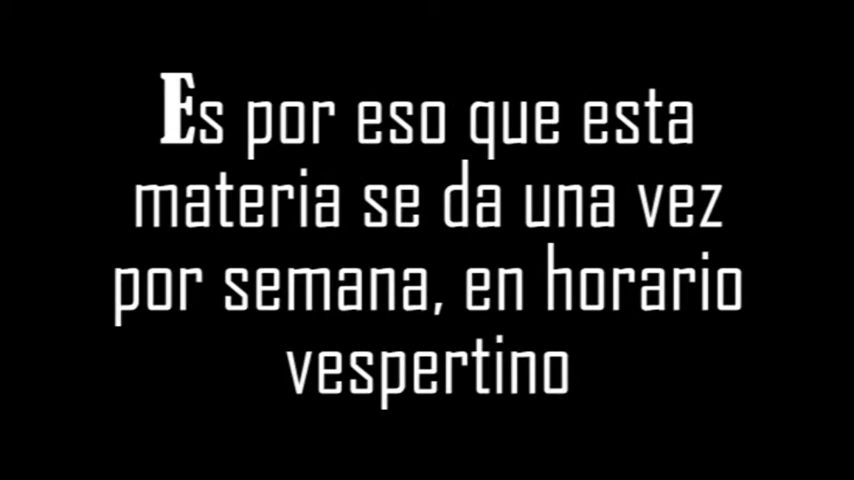 Es por eso que esta
materia se da una vez
por semana, en horario
vespertino